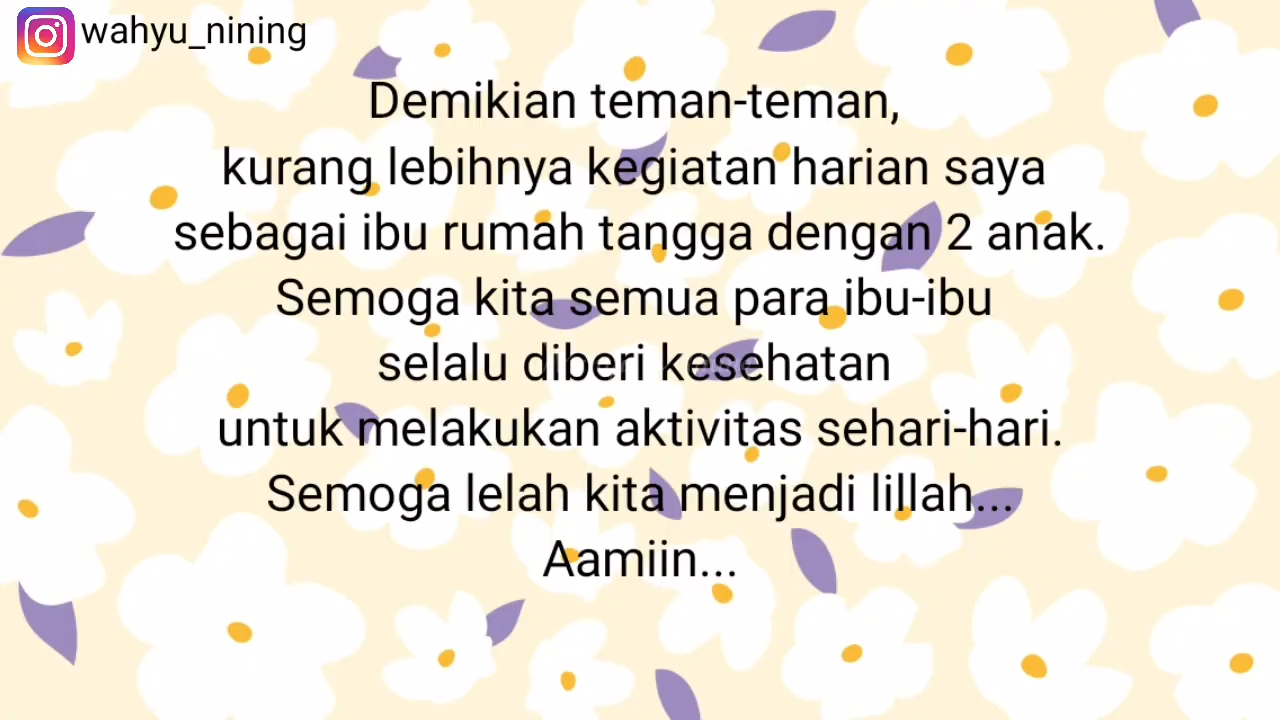 wahyu_nining
Demikian teman-teman,
kurang lebihnya kegiatan harian saya
sebagai ibu rumah tangga dengan 2 anak.
Semoga kita semua para ibu-ibu
selalu diberi kesehatan
untuk melakukan aktivitas sehari-hari.
Semoga lelah kita menjadi lillah...
Aamiin...